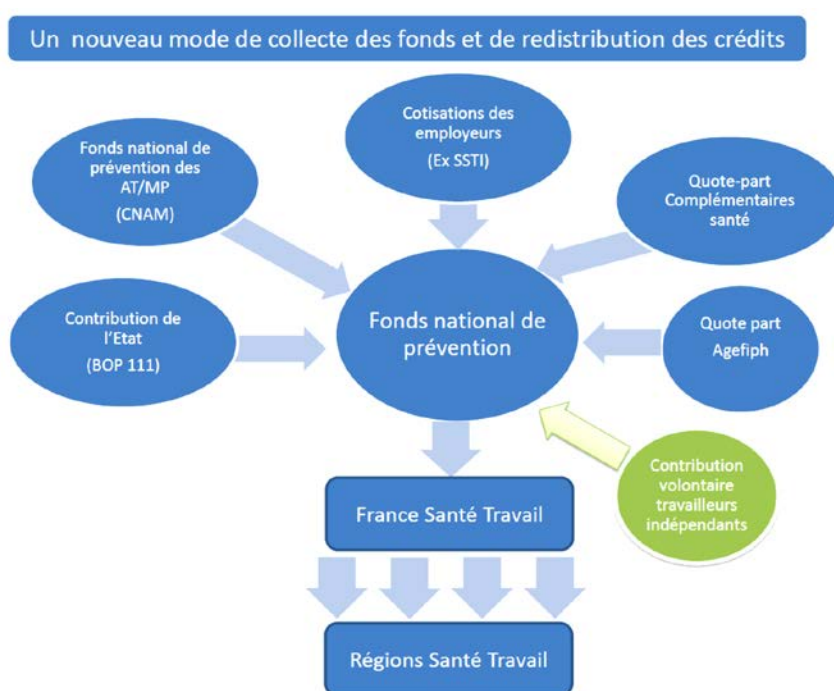 Un nouveau mode de collecte des fonds et de redistribution des crédits
Cotisations des
employeurs
(Ex SSTI)
Fonds national de
prévention des
AT/MP
(CNAM)
Quote-part
Complémentaires
santé
Contribution de
l'Etat
(BOP 111)
Fonds national de
prévention
Quote part
Agefiph
Contribution
volontaire
travailleurs
indépendants
France Santé Travail
Régions Santé Travail